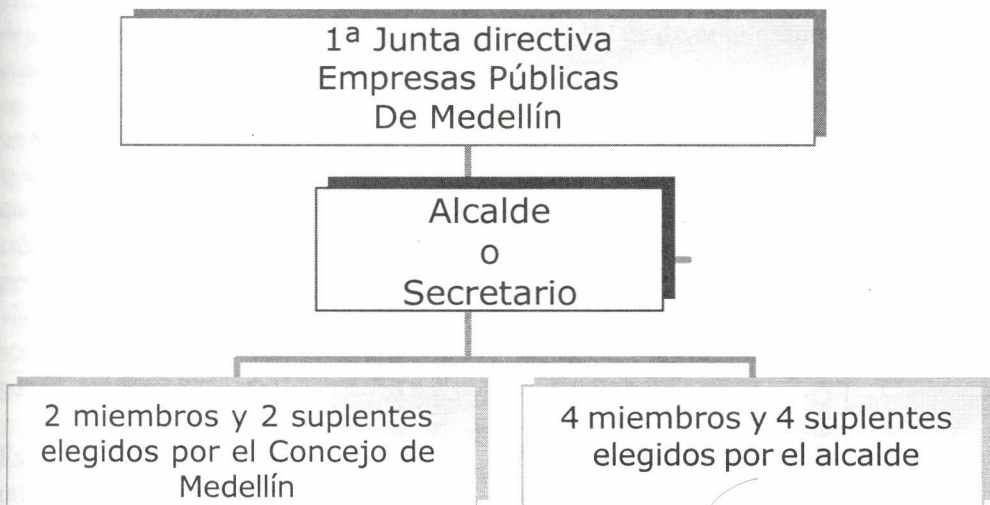 1ª Junta directiva
Empresas Públicas
De Medellín
Alcalde
o
Secretario
2 miembros y 2 suplentes
elegidos por el Concejo de
Medellín
4 miembros y 4 suplentes
elegidos por el alcalde